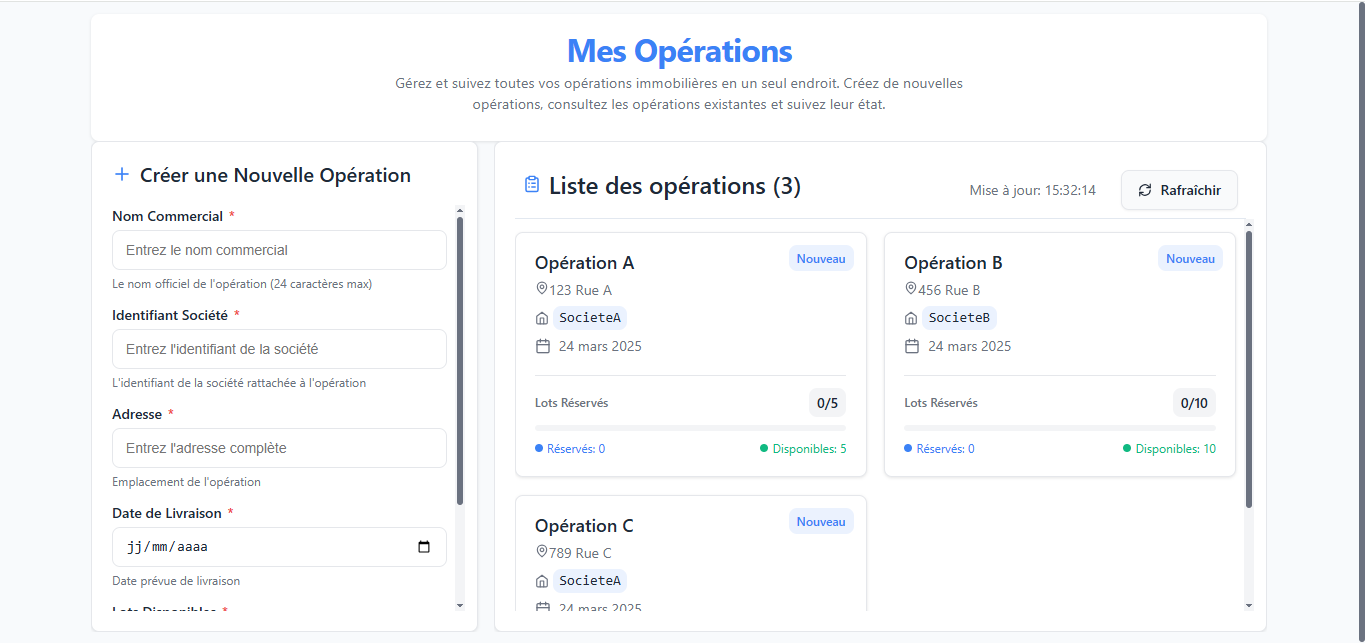 Mes Opérations
Gérez et suivez toutes vos opérations immobilières en un seul endroit. Créez de nouvelles
opérations, consultez les opérations existantes et suivez leur état.
Créer une Nouvelle Opération
Nom Commercial *
Entrez le nom commercial
Le nom officiel de l'opération (24 caractères max)
Identifiant Société *
Entrez l'identifiant de la société
L'identifiant de la société rattachée à l'opération
Adresse *
Entrez l'adresse complète
Emplacement de l'opération
Date de Livraison *
jj/mm/aaaa
Date prévue de livraison
Lots Disponibles *
Liste des opérations (3)
Mise à jour: 15:32:14
Rafraîchir
Opération A
Nouveau
123 Rue A
SocieteA
24 mars 2025
Lots Réservés
0/5
Réservés: 0
Disponibles: 5
Opération B
Nouveau
456 Rue B
SocieteB
24 mars 2025
Lots Réservés
0/10
Réservés: 0
Disponibles: 10
Opération C
Nouveau
789 Rue C
SocieteA
24 mars 2025